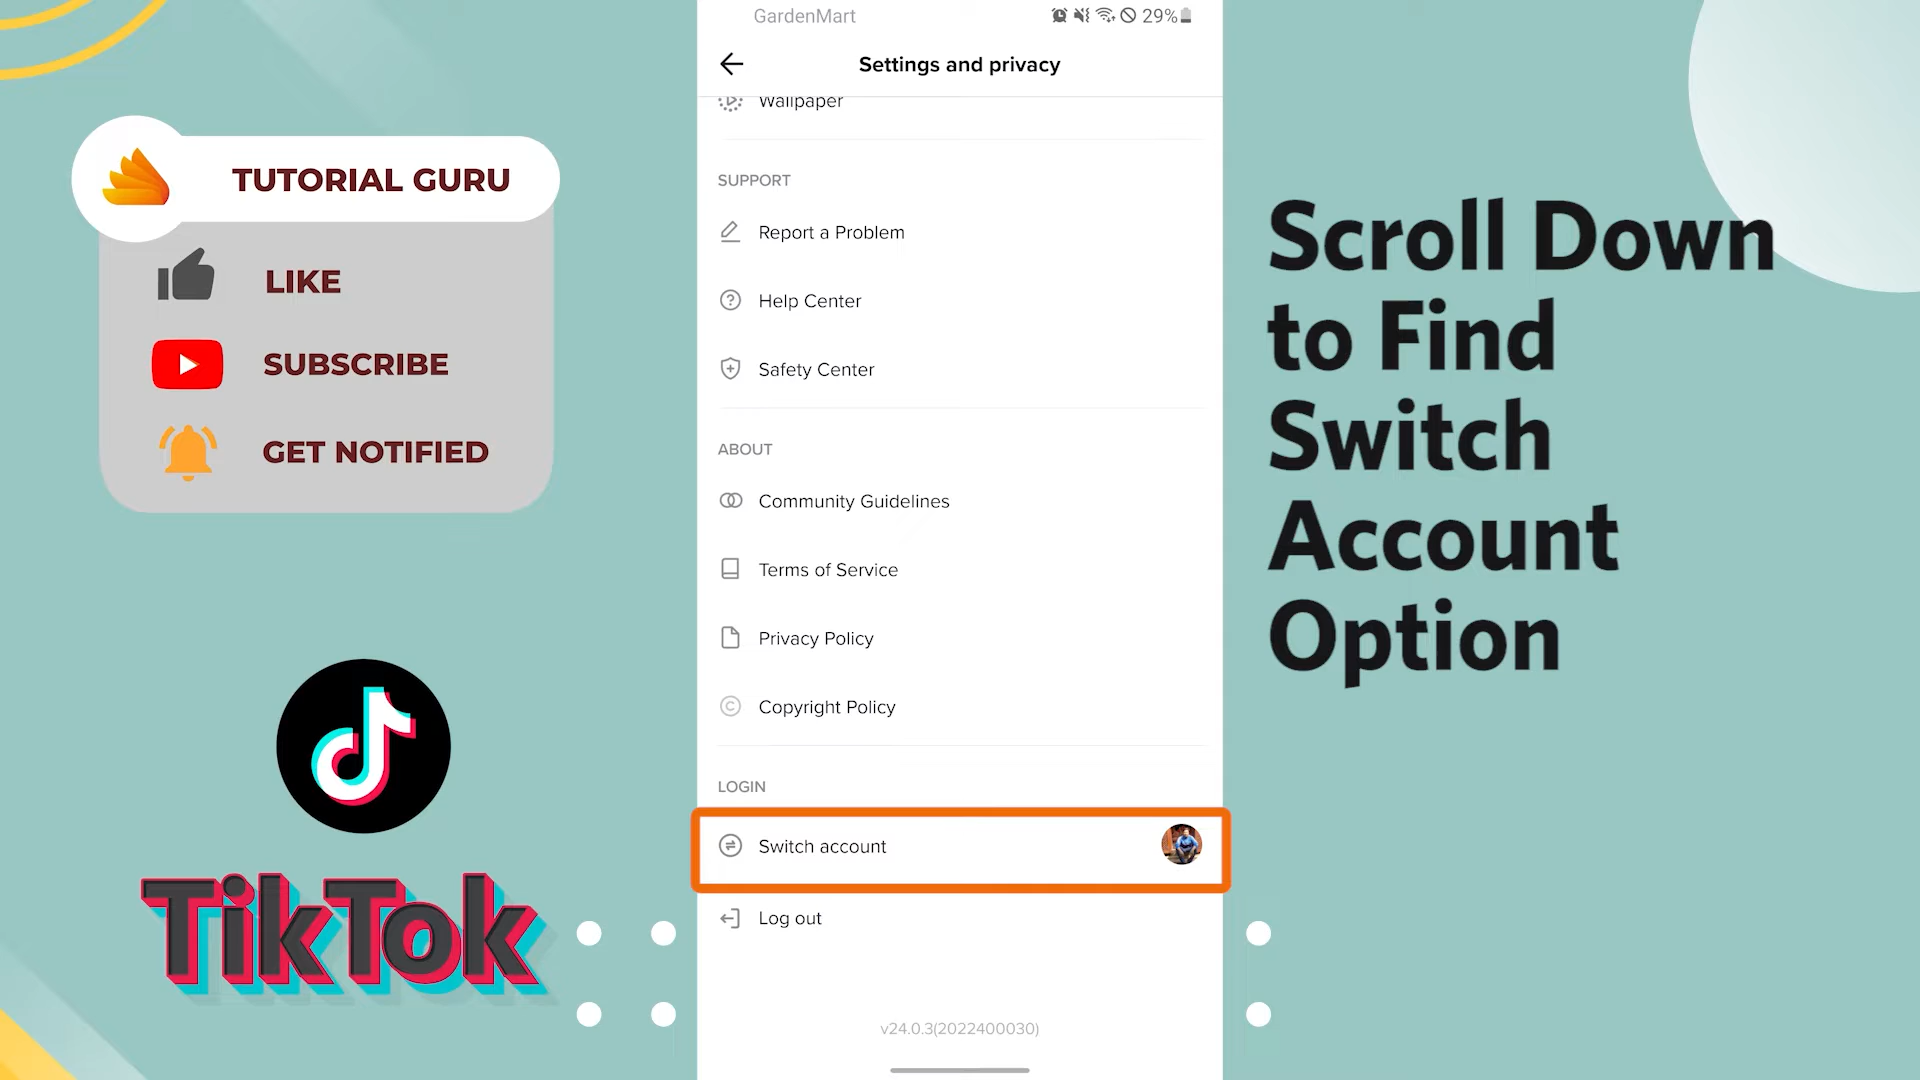 TUTORIAL GURU
LIKE
SUBSCRIBE
GET NOTIFIED
TikTok
GardenMart
29%
Settings and privacy
Wallpaper
SUPPORT
Report a Problem
Help Center
Safety Center
ABOUT
Community Guidelines
Terms of Service
Privacy Policy
Copyright Policy
LOGIN
Switch account
Log out
v24.0.3(2022400030)
Scroll Down
to Find
Switch
Account
Option